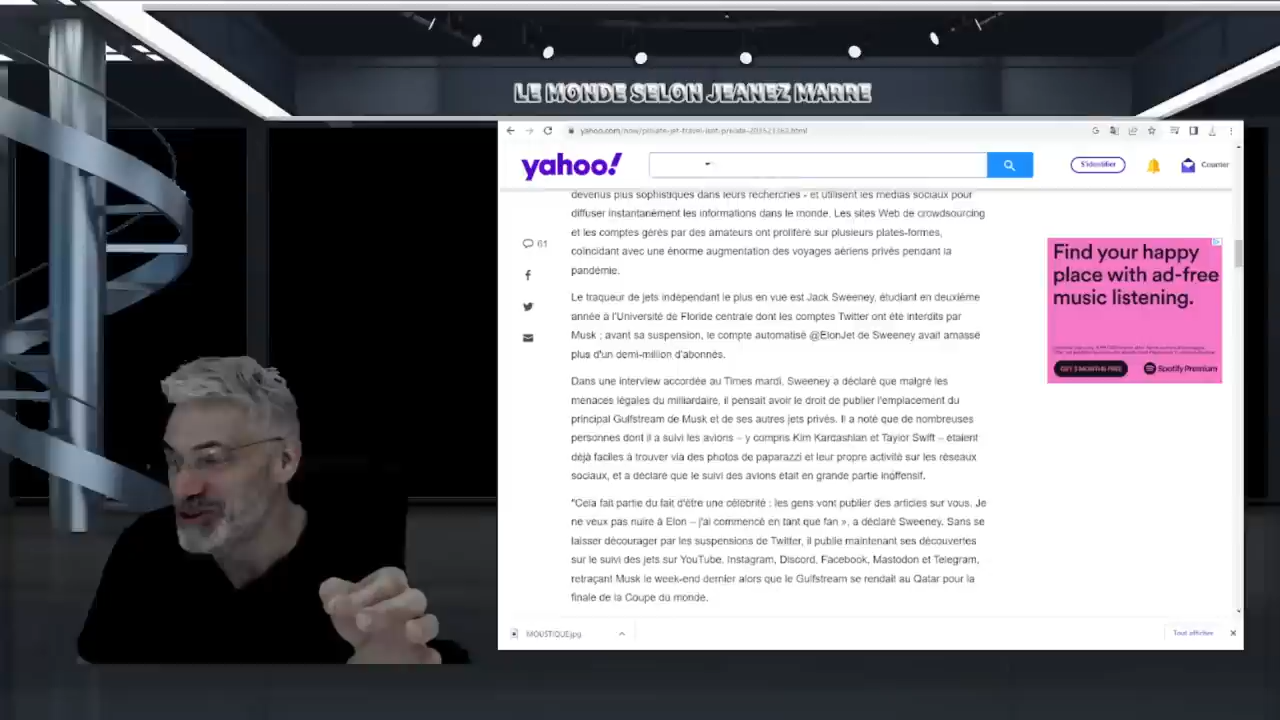 LE MONDE SELON JEANEZ MARRE
yahoo!
S'identifier
Courrier
devenus plus sophistiqués dans leurs recherches - et utilisent les médias sociaux pour
diffuser instantanément les informations dans le monde. Les sites Web de crowdsourcing
et les comptes gérés par des amateurs ont proliféré sur plusieurs plates-formes,
coïncidant avec une énorme augmentation des voyages aériens privés pendant la
pandémie.
61
Le traqueur de jets indépendant le plus en vue est Jack Sweeney, étudiant en deuxième
année à l'Université de Floride centrale dont les comptes Twitter ont été interdits par
Musk ; avant sa suspension, le compte automatisé @ElonJet de Sweeney avait amassé
plus d'un demi-million d'abonnés.
Dans une interview accordée au Times mardi, Sweeney a déclaré que malgré les
menaces légales du milliardaire, il pensait avoir le droit de publier l'emplacement du
principal Gulfstream de Musk et de ses autres jets privés. Il a noté que de nombreuses
personnes dont il a suivi les avions – y compris Kim Kardashian et Taylor Swift – étaient
déjà faciles à trouver via des photos de paparazzi et leur propre activité sur les réseaux
sociaux, et a déclaré que le suivi des avions était en grande partie inoffensif.
"Cela fait partie du fait d'être une célébrité : les gens vont publier des articles sur vous. Je
ne veux pas nuire à Elon – j'ai commencé en tant que fan », a déclaré Sweeney. Sans se
laisser décourager par les suspensions de Twitter, il publie maintenant ses découvertes
sur le suivi des jets sur YouTube, Instagram, Discord, Facebook, Mastodon et Telegram,
retraçant Musk le week-end dernier alors que le Gulfstream se rendait au Qatar pour la
finale de la Coupe du monde.
Find your happy
place with ad-free
music listening.
GET 3 MONTHS FREE
Spotify Premium
MOUSTIQUE.jpg
Tout afficher